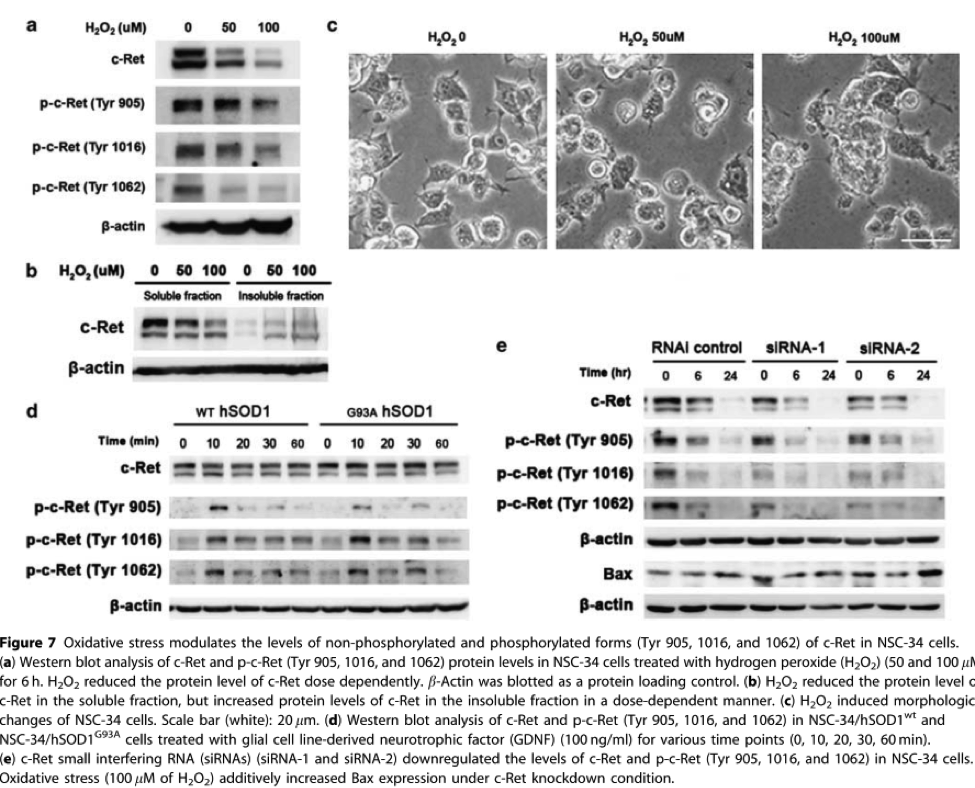 a
H2O2 (uM) 0 50 100
c-Ret
p-c-Ret (Tyr 905)
p-c-Ret (Tyr 1016)
p-c-Ret (Tyr 1062)
β-actin
b
H2O2 (uM) 0 50 100 0 50 100
Soluble fraction Insoluble fraction
c-Ret
β-actin
c
H2O2 0 H2O2 50uM H2O2 100uM
d
WT hSOD1 G93A hSOD1
Time (min) 0 10 20 30 60 0 10 20 30 60
c-Ret
p-c-Ret (Tyr 905)
p-c-Ret (Tyr 1016)
p-c-Ret (Tyr 1062)
β-actin
e
RNAi control siRNA-1 siRNA-2
Time (hr) 0 6 24 0 6 24 0 6 24
c-Ret
p-c-Ret (Tyr 905)
p-c-Ret (Tyr 1016)
p-c-Ret (Tyr 1062)
β-actin
Bax
β-actin
Figure 7 Oxidative stress modulates the levels of non-phosphorylated and phosphorylated forms (Tyr 905, 1016, and 1062) of c-Ret in NSC-34 cells.
(a) Western blot analysis of c-Ret and p-c-Ret (Tyr 905, 1016, and 1062) protein levels in NSC-34 cells treated with hydrogen peroxide (H2O2) (50 and 100 μM
for 6 h. H2O2 reduced the protein level of c-Ret dose dependently. β-Actin was blotted as a protein loading control. (b) H2O2 reduced the protein level o
c-Ret in the soluble fraction, but increased protein levels of c-Ret in the insoluble fraction in a dose-dependent manner. (c) H2O2 induced morphologic
changes of NSC-34 cells. Scale bar (white): 20 μm. (d) Western blot analysis of c-Ret and p-c-Ret (Tyr 905, 1016, and 1062) in NSC-34/hSOD1wt and
NSC-34/hSOD1G93A cells treated with glial cell line-derived neurotrophic factor (GDNF) (100 ng/ml) for various time points (0, 10, 20, 30, 60 min).
(e) c-Ret small interfering RNA (siRNAs) (siRNA-1 and siRNA-2) downregulated the levels of c-Ret and p-c-Ret (Tyr 905, 1016, and 1062) in NSC-34 cells.
Oxidative stress (100 μM of H2O2) additively increased Bax expression under c-Ret knockdown condition.